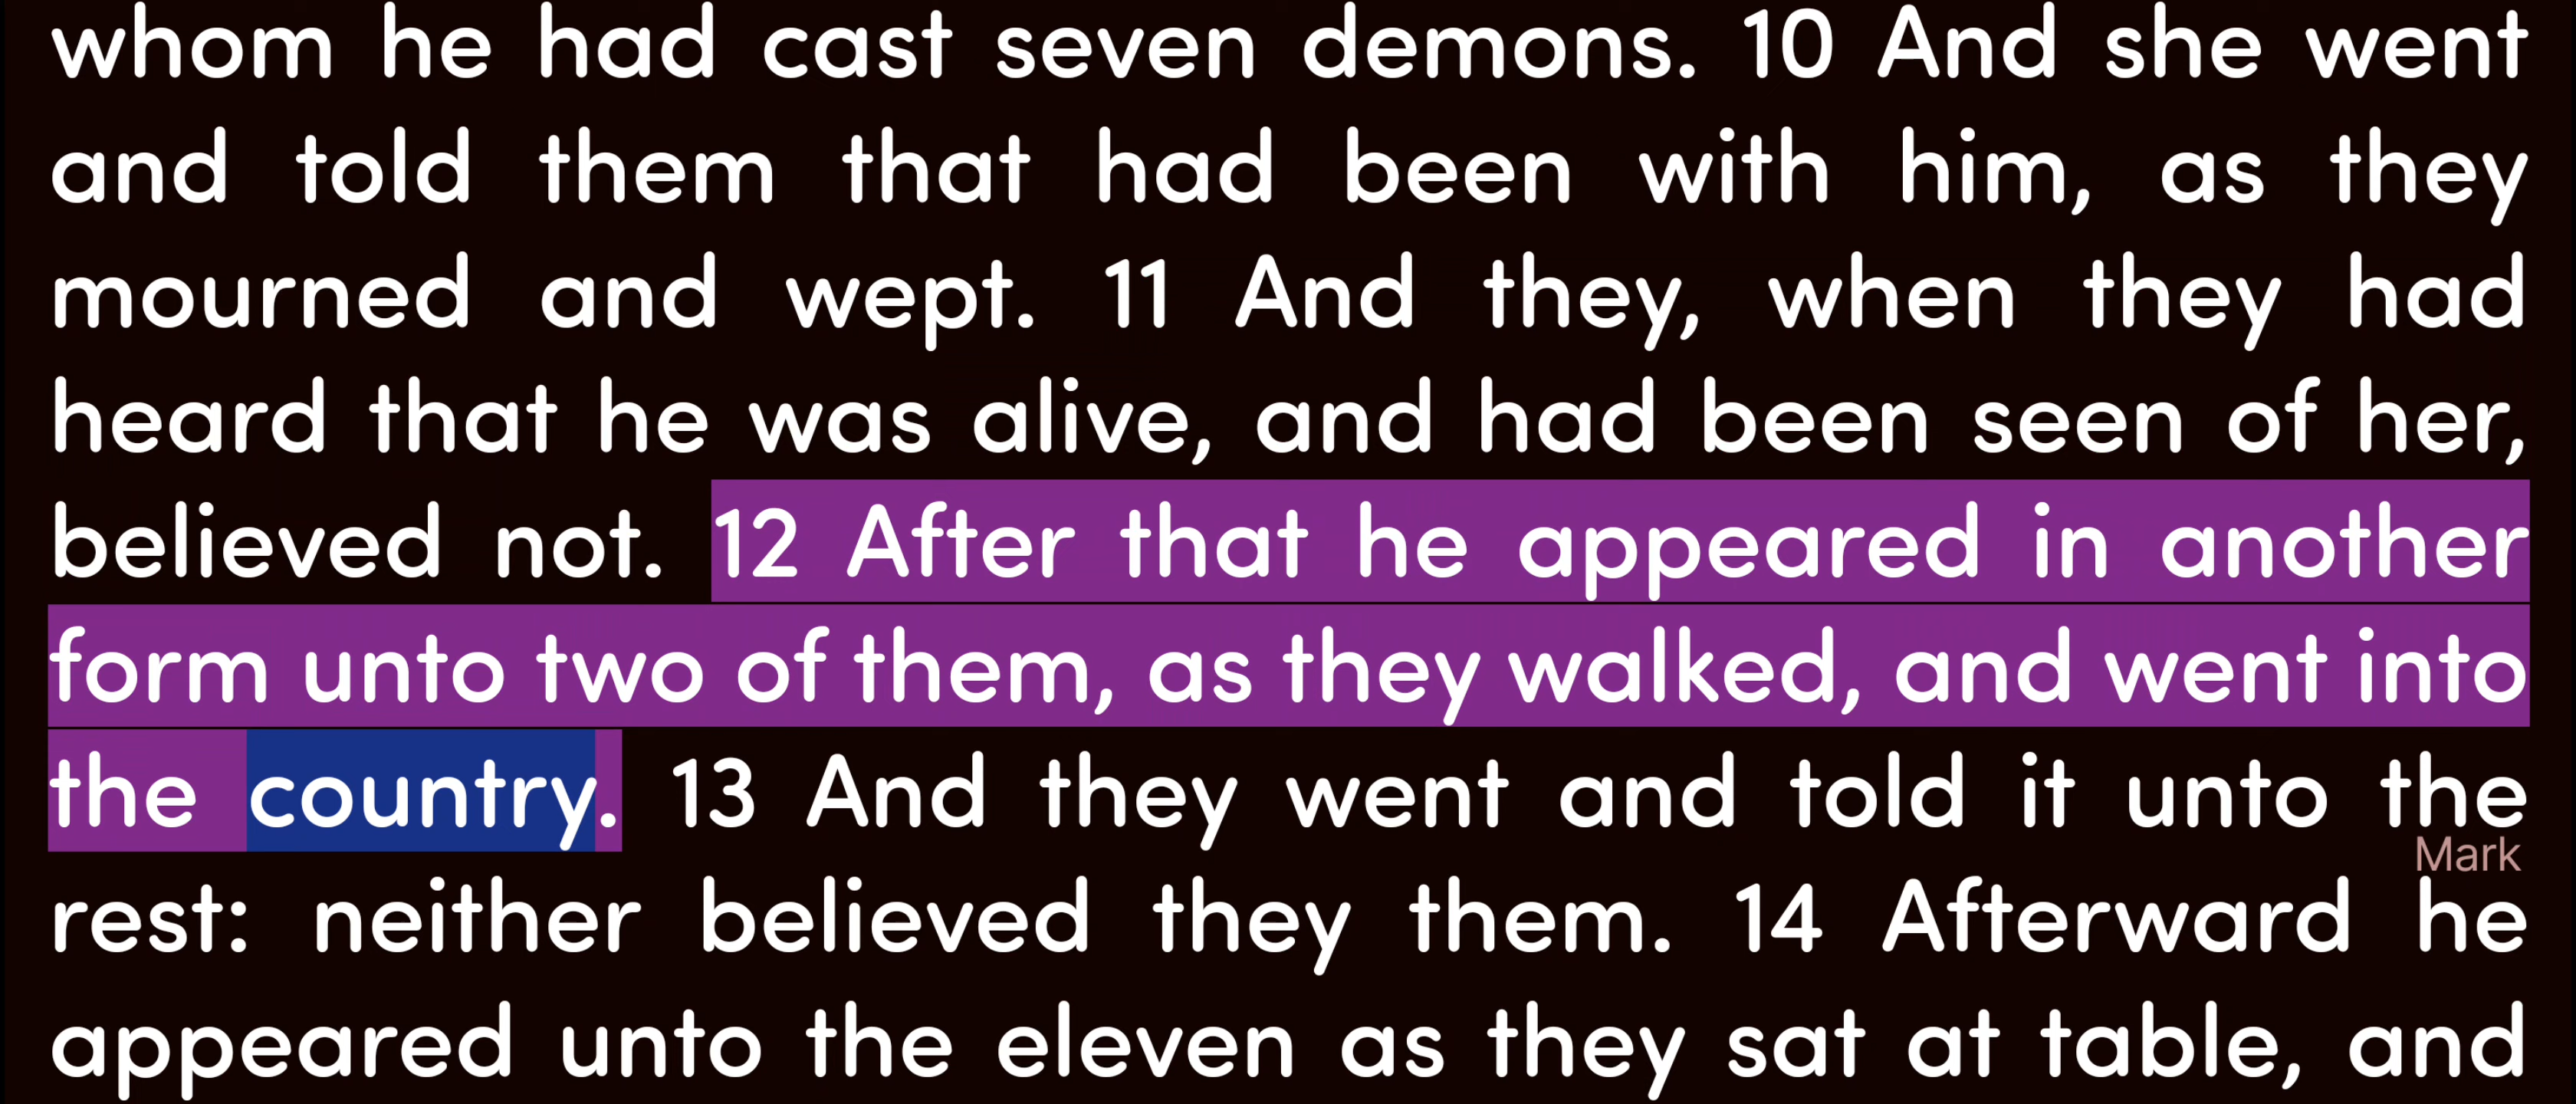 whom he had cast seven demons. 10 And she went
and told them that had been with him, as they
mourned and wept. 11 And they, when they had
heard that he was alive, and had been seen of her,
believed not. 12 After that he appeared in another
form unto two of them, as they walked, and went into
the country. 13 And they went and told it unto the
Mark
rest: neither believed they them. 14 Afterward he
appeared unto the eleven as they sat at table, and